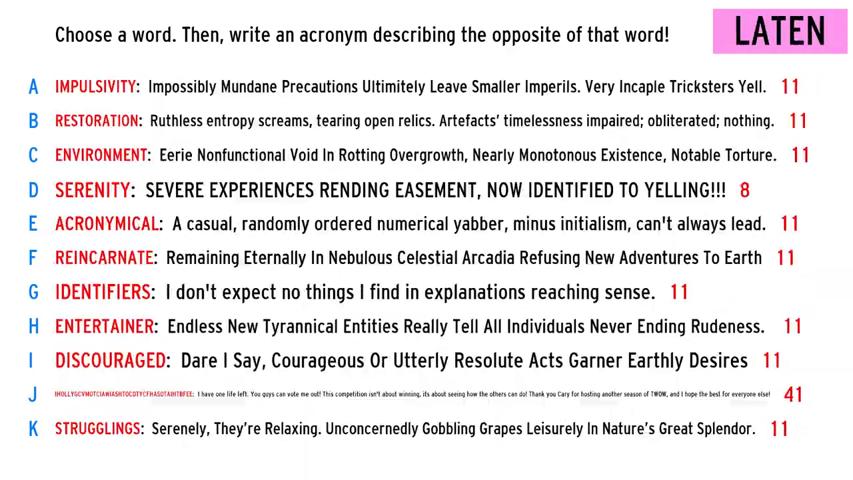 Choose a word. Then, write an acronym describing the opposite of that word!
LATEN
A IMPULSIVITY: Impossibly Mundane Precautions Ultimitely Leave Smaller Imperils. Very Incaple Tricksters Yell. 11
B RESTORATION: Ruthless entropy screams, tearing open relics. Artefacts' timelessness impaired; obliterated; nothing. 11
C ENVIRONMENT: Eerie Nonfunctional Void In Rotting Overgrowth, Nearly Monotonous Existence, Notable Torture. 11
D SERENITY: SEVERE EXPERIENCES RENDING EASEMENT, NOW IDENTIFIED TO YELLING!!! 8
E ACRONYMICAL: A casual, randomly ordered numerical yabber, minus initialism, can't always lead. 11
F REINCARNATE: Remaining Eternally In Nebulous Celestial Arcadia Refusing New Adventures To Earth 11
G IDENTIFIERS: I don't expect no things I find in explanations reaching sense. 11
H ENTERTAINER: Endless New Tyrannical Entities Really Tell All Individuals Never Ending Rudeness. 11
I DISCOURAGED: Dare I Say, Courageous Or Utterly Resolute Acts Garner Earthly Desires 11
J I have one life left. You guys can vote me out! This competition isn't about winning, its about seeing how the others can do! Thank you Cary for hosting another season of TWOW, and I hope the best for everyone else! 41
K STRUGGLINGS: Serenely, They're Relaxing. Unconcernedly Gobbling Grapes Leisurely In Nature's Great Splendor. 11